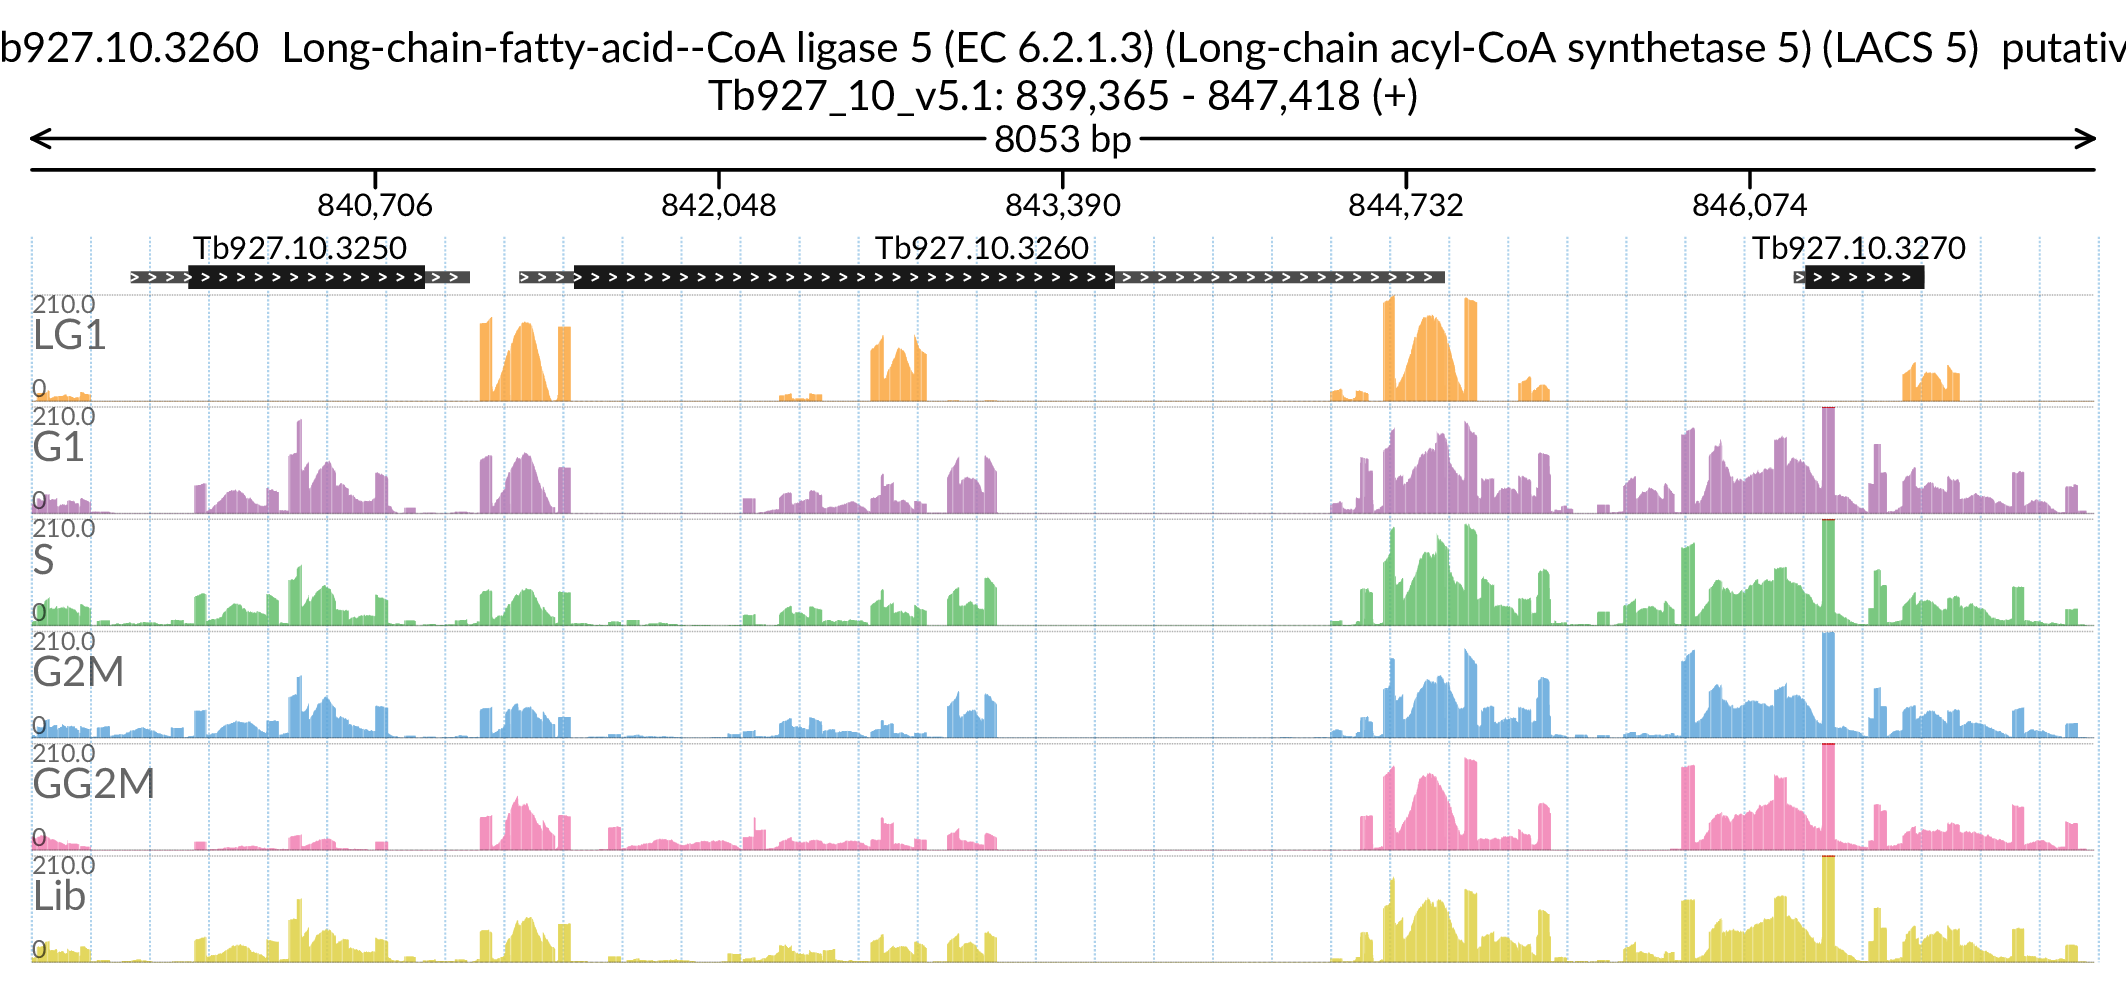 b927.10.3260 Long-chain-fatty-acid--CoA ligase 5 (EC 6.2.1.3) (Long-chain acyl-CoA synthetase 5) (LACS 5) putativ
Tb927_10_v5.1: 839,365 - 847,418 (+)
8053 bp
840,706 842,048 843,390 844,732 846,074
Tb927.10.3250 Tb927.10.3260 Tb927.10.3270
210.0
LG1
0
210.0
G1
0
210.0
S
0
210.0
G2M
0
210.0
GG2M
0
210.0
Lib
0